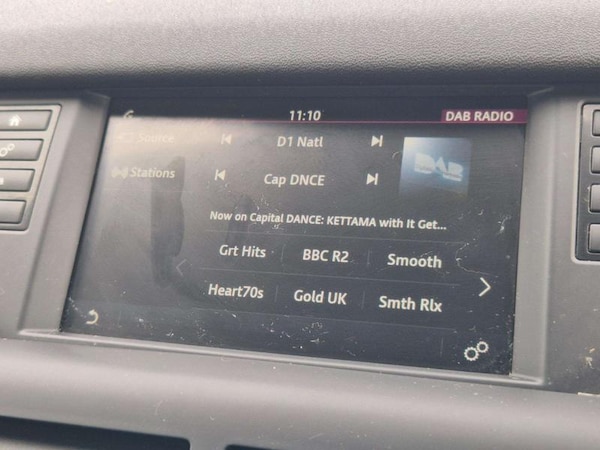 11:10
DAB RADIO
Source
D1 Natl
DAB
Stations
Cap DNCE
Now on Capital DANCE: KETTAMA with It Get...
Grt Hits
BBC R2
Smooth
Heart70s
Gold UK
Smth Rlx